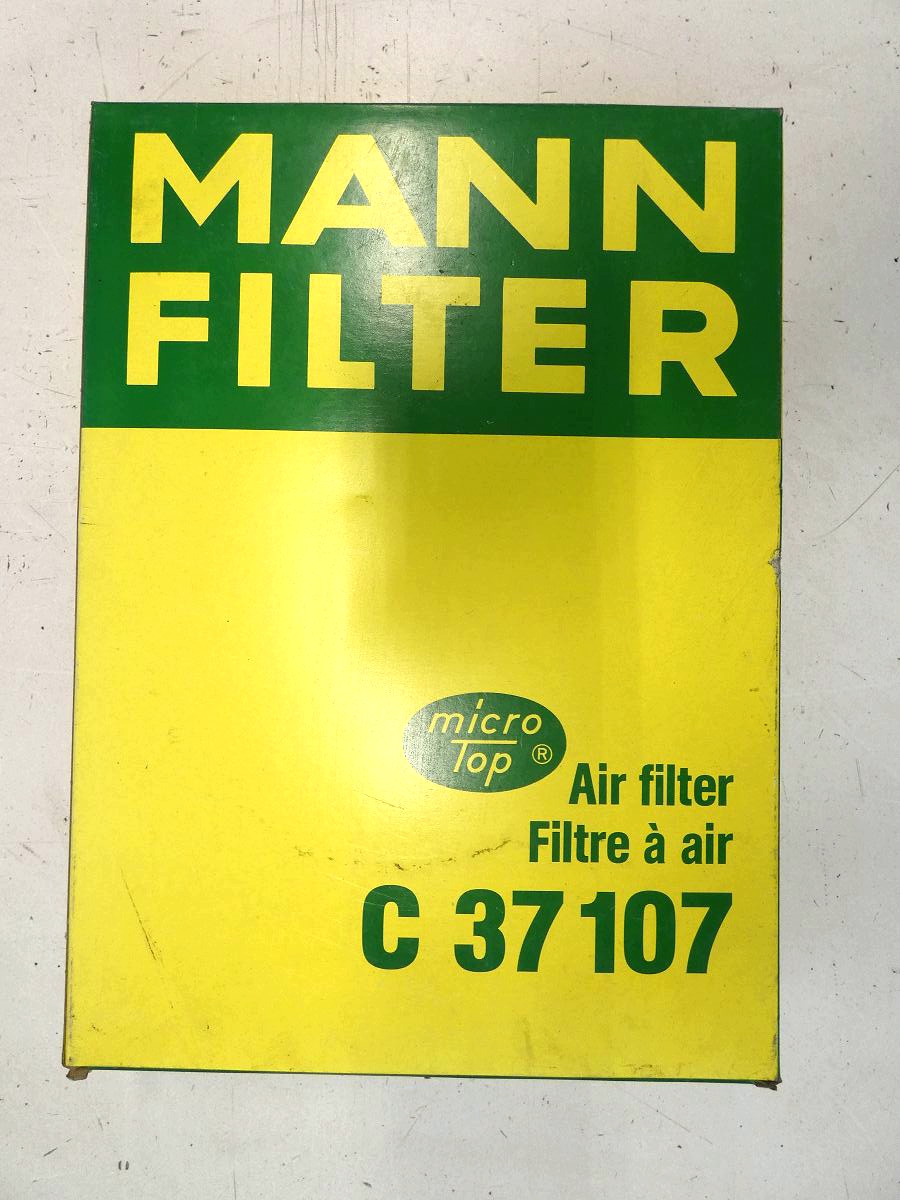 MANN
FILTER
micro
Top ®
Air filter
Filtre à air
C 37 107